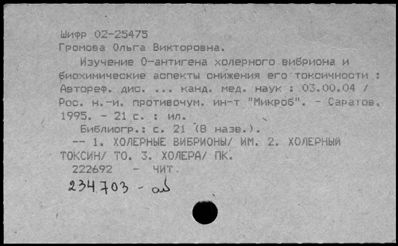 Шифр 02-25475
Громова Ольга Викторовна.
Изучение О-антигена холерного вибриона и
биохимические аспекты снижения его токсичности :
Автореф. дис. ... канд. мед. наук : 03.00.04 /
Рос. н.-и. противочум. ин-т "Микроб". - Саратов,
1995. - 21 с. : ил.
Библиогр.: с. 21 (8 назв.).
-- 1. ХОЛЕРНЫЕ ВИБРИОНЫ/ ИМ. 2. ХОЛЕРНЫЙ
ТОКСИН/ ТО. 3. ХОЛЕРА/ ПК.
222692 - ЧИТ.
234703 - аб